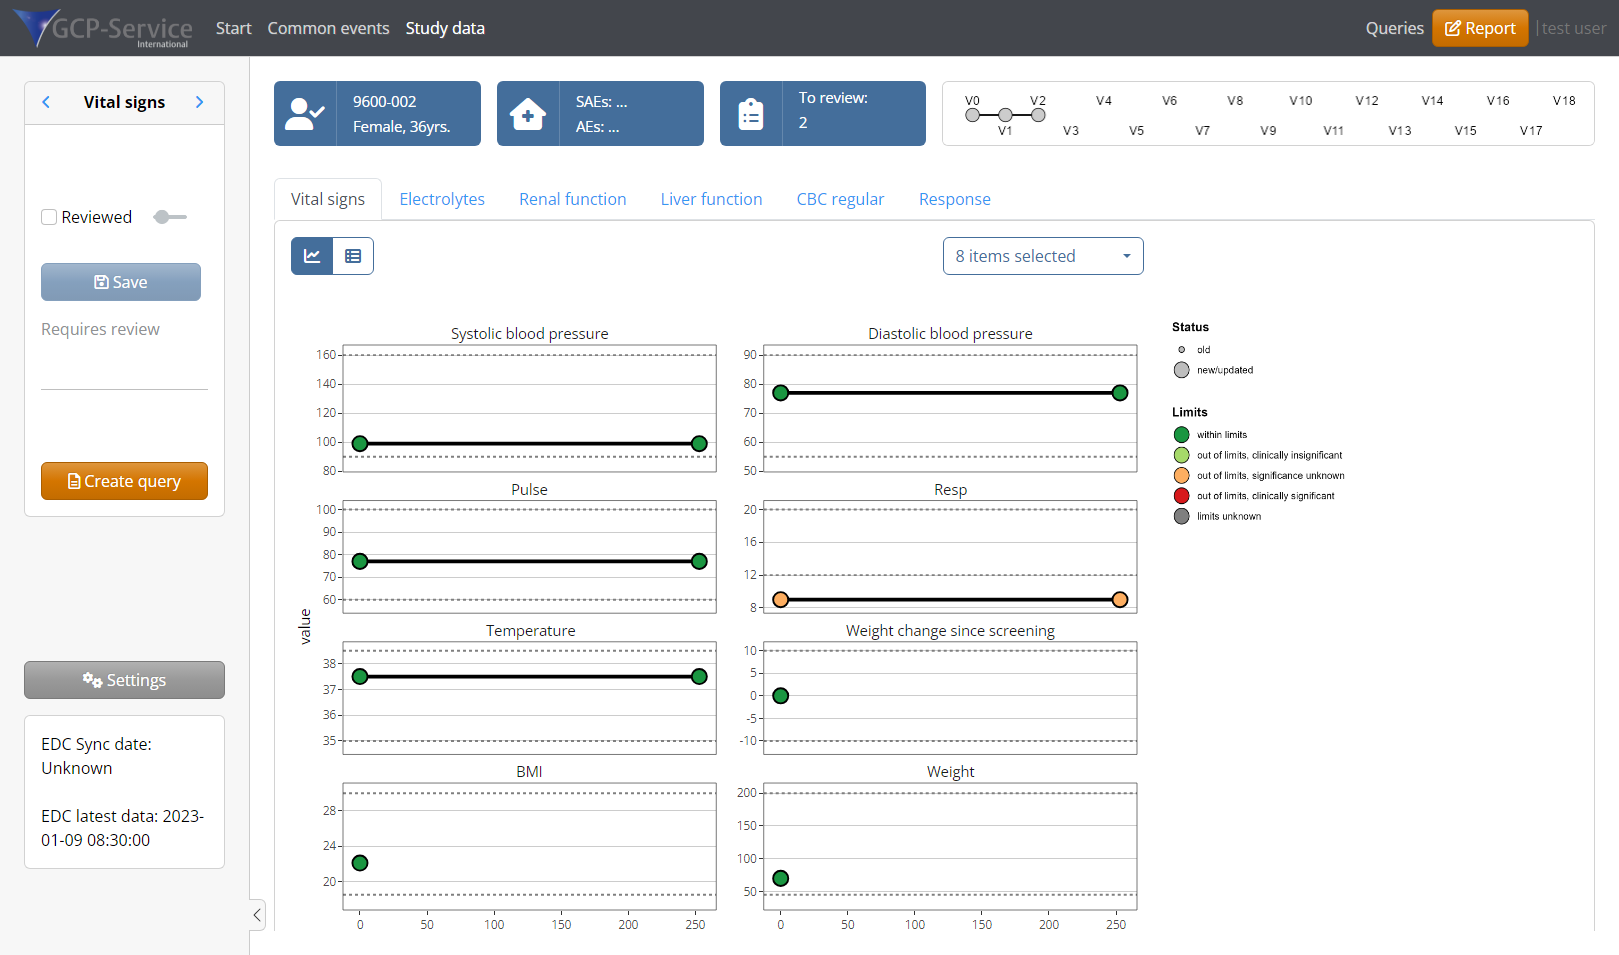 GCP-Service
International
Start
Common events
Study data
Queries
Report
test user
Vital signs
Reviewed
Save
Requires review
Create query
Settings
EDC Sync date:
Unknown
EDC latest data: 2023-
01-09 08:30:00
9600-002
Female, 36yrs.
SAEs: ...
AEs: ...
To review:
2
V0 V2 V4 V6 V8 V10 V12 V14 V16 V18
V1 V3 V5 V7 V9 V11 V13 V15 V17
Vital signs
Electrolytes
Renal function
Liver function
CBC regular
Response
8 items selected
value
Systolic blood pressure
160
140
120
100
80
Diastolic blood pressure
90
80
70
60
50
Pulse
100
90
80
70
60
Resp
20
16
12
8
Temperature
38
37
36
35
Weight change since screening
10
5
0
-5
-10
BMI
28
24
20
0 50 100 150 200 250
Weight
200
150
100
50
0 50 100 150 200 250
Status
old
new/updated
Limits
within limits
out of limits, clinically insignificant
out of limits, significance unknown
out of limits, clinically significant
limits unknown